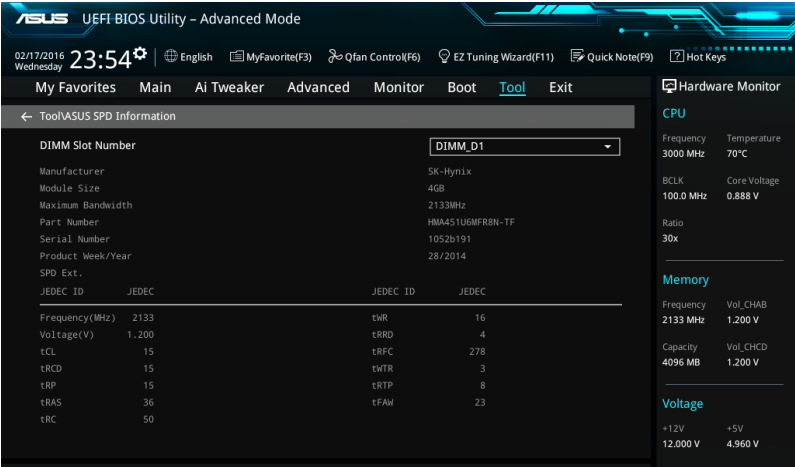 ASUS UEFI BIOS Utility – Advanced Mode
02/17/2016 Wednesday 23:54 English MyFavorite(F3) Qfan Control(F6) EZ Tuning Wizard(F11) Quick Note(F9) ? Hot Keys
My Favorites Main Ai Tweaker Advanced Monitor Boot Tool Exit
← Tool\ASUS SPD Information
DIMM Slot Number DIMM_D1
Manufacturer SK-Hynix
Module Size 4GB
Maximum Bandwidth 2133MHz
Part Number HMA451U6MFR8N-TF
Serial Number 1052b191
Product Week/Year 28/2014
SPD Ext.
JEDEC ID JEDEC JEDEC ID JEDEC
Frequency(MHz) 2133 tWR 16
Voltage(V) 1.200 tRRD 4
tCL 15 tRFC 278
tRCD 15 tWTR 3
tRP 15 tRTP 8
tRAS 36 tFAW 23
tRC 50
Hardware Monitor
CPU
Frequency Temperature
3000 MHz 70°C
BCLK Core Voltage
100.0 MHz 0.888 V
Ratio
30x
Memory
Frequency Vol_CHAB
2133 MHz 1.200 V
Capacity Vol_CHCD
4096 MB 1.200 V
Voltage
+12V +5V
12.000 V 4.960 V